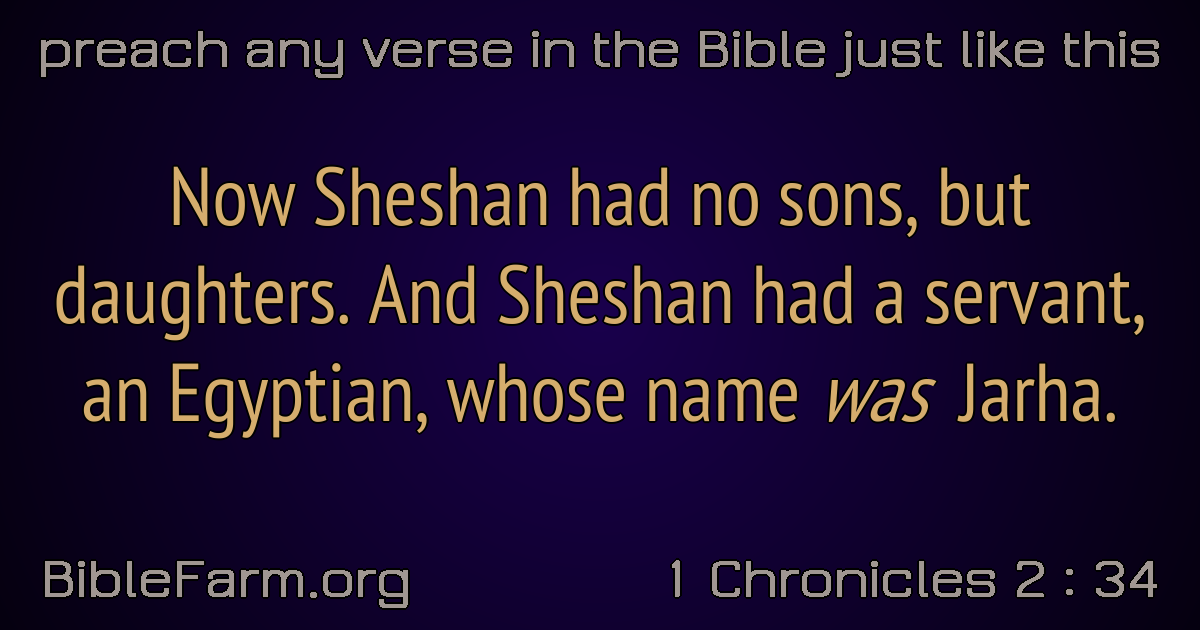 preach any verse in the Bible just like this
Now Sheshan had no sons, but
daughters. And Sheshan had a servant,
an Egyptian, whose name was Jarha.
BibleFarm.org
1 Chronicles 2 : 34